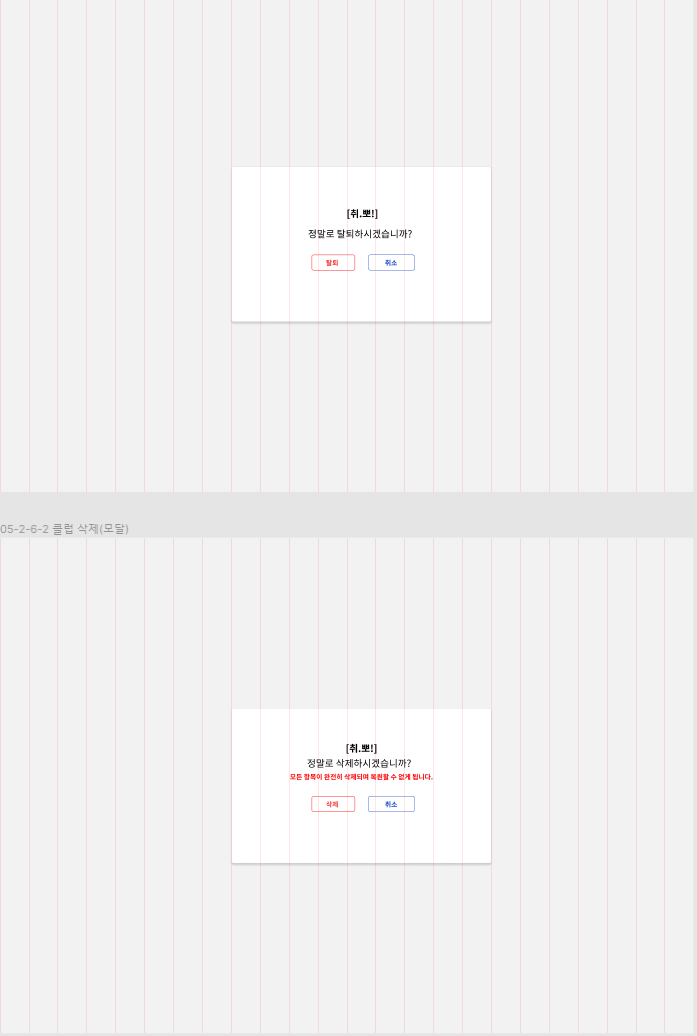 [취.뽀!]
정말로 탈퇴하시겠습니까?
탈퇴 취소
05-2-6-2 클럽 삭제(모달)
[취.뽀!]
정말로 삭제하시겠습니까?
모든 항목이 완전히 삭제되며 복원할 수 없게 됩니다.
삭제 취소